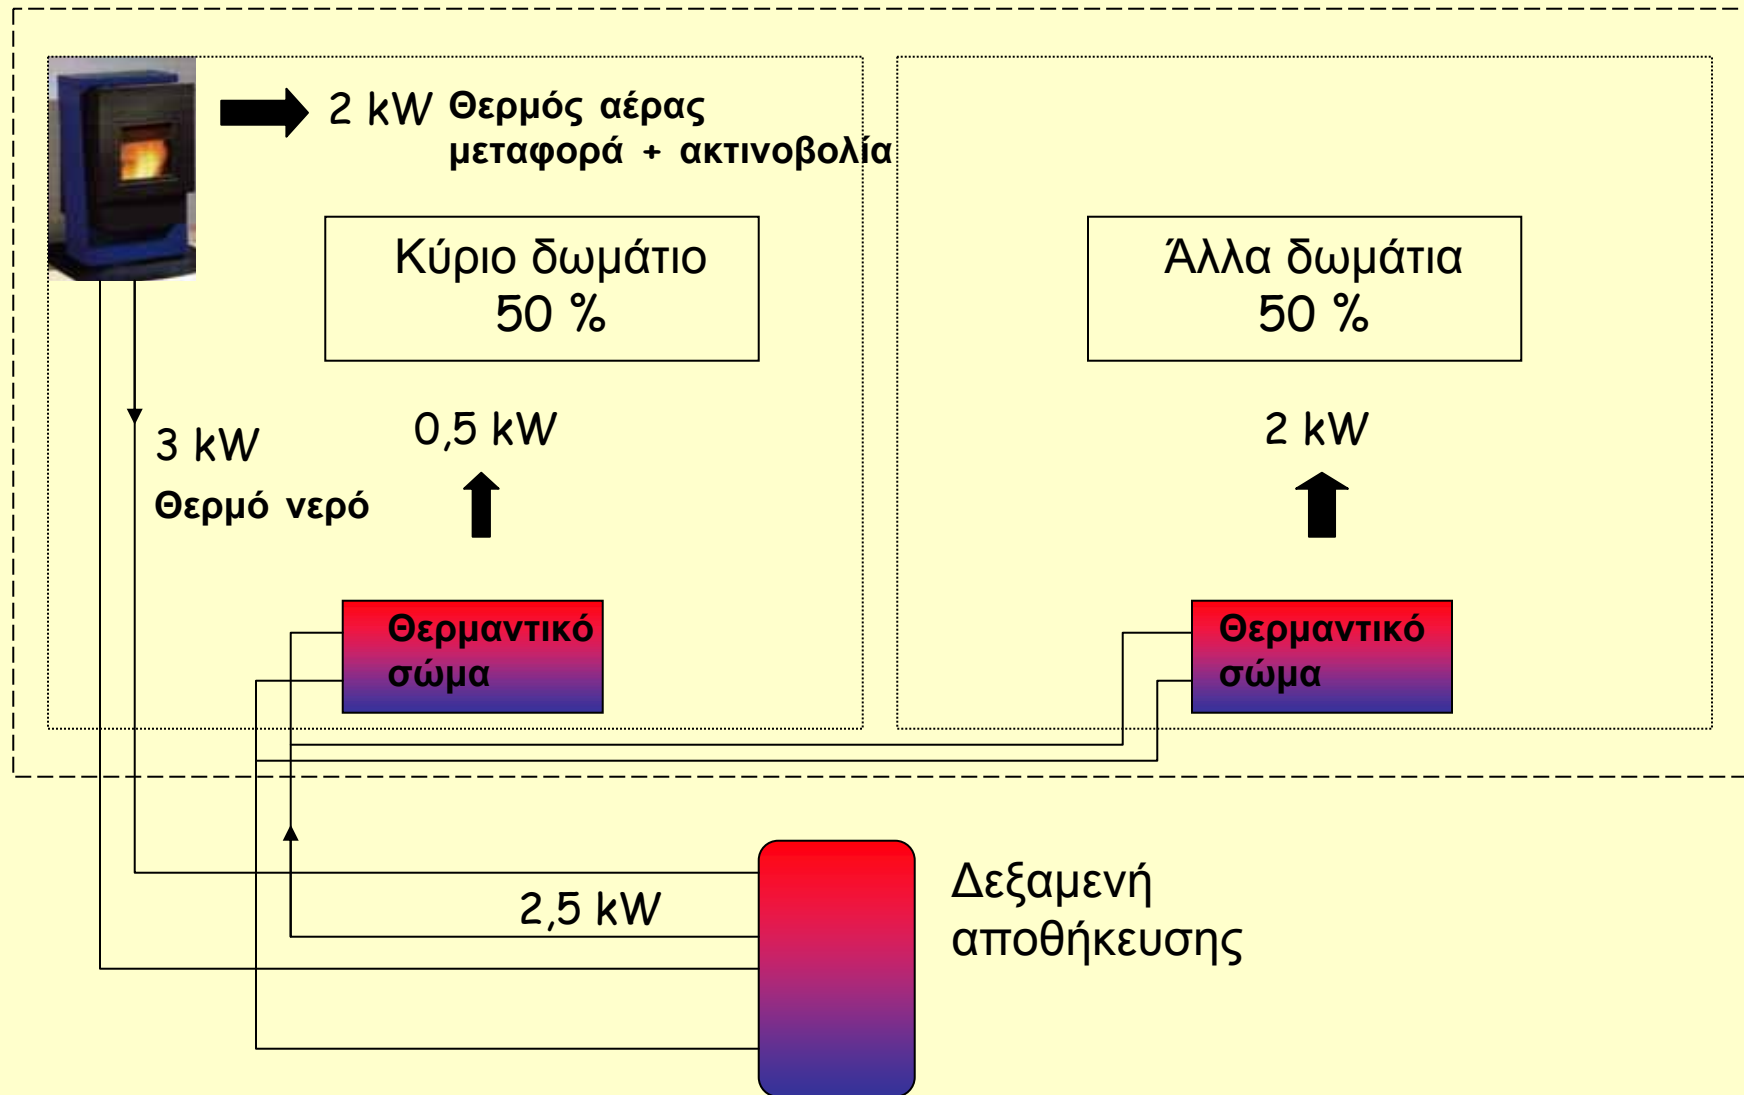 2 kW Θερμός αέρας
μεταφορά + ακτινοβολία
Κύριο δωμάτιο
50 %
Άλλα δωμάτια
50 %
3 kW
Θερμό νερό
0,5 kW
2 kW
Θερμαντικό
σώμα
Θερμαντικό
σώμα
2,5 kW
Δεξαμενή
αποθήκευσης